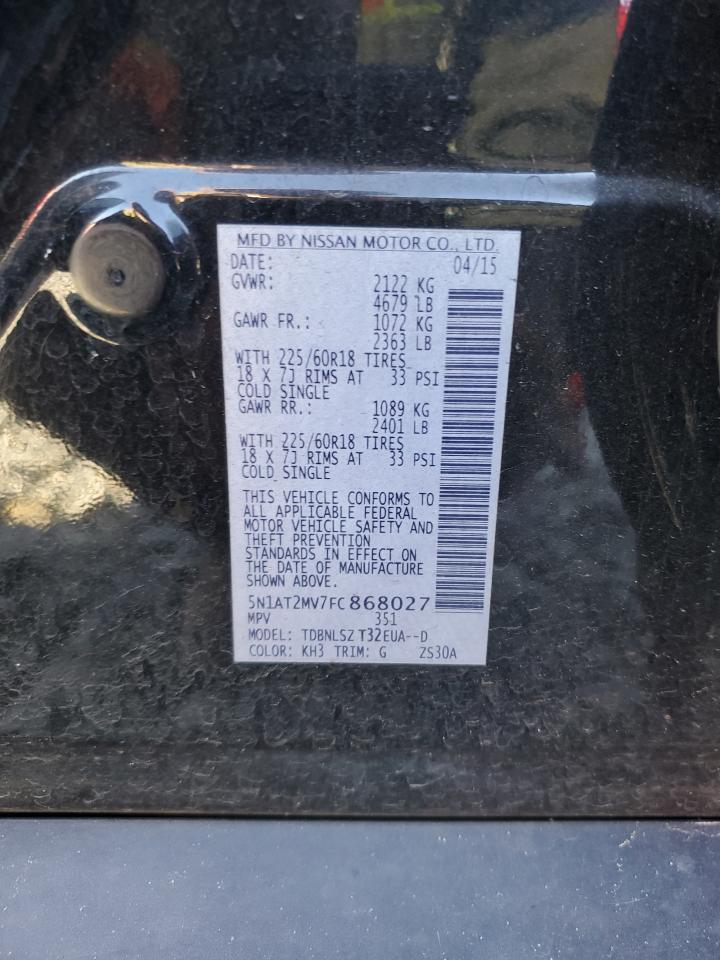 MFD BY NISSAN MOTOR CO., LTD.
DATE: 04/15
GVWR: 2122 KG
4679 LB
GAWR FR.: 1072 KG
2363 LB
WITH 225/60R18 TIRES
18 X 7J RIMS AT 33 PSI
COLD SINGLE
GAWR RR.: 1089 KG
2401 LB
WITH 225/60R18 TIRES
18 X 7J RIMS AT 33 PSI
COLD SINGLE
THIS VEHICLE CONFORMS TO
ALL APPLICABLE FEDERAL
MOTOR VEHICLE SAFETY AND
THEFT PREVENTION
STANDARDS IN EFFECT ON
THE DATE OF MANUFACTURE
SHOWN ABOVE.
5N1AT2MV7FC868027
MPV 351
MODEL: TDBNLSZ T32EUA--D
COLOR: KH3 TRIM: G ZS30A